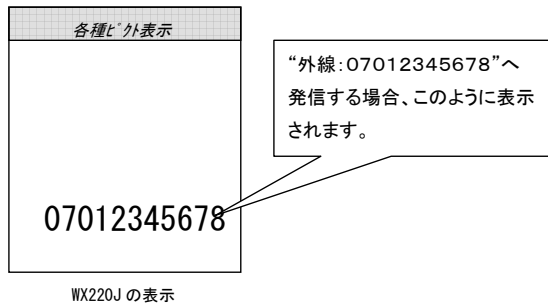 各種ﾋﾟｸﾄ表示
“外線:07012345678”へ
発信する場合、このように表示
されます。
07012345678
WX220J の表示